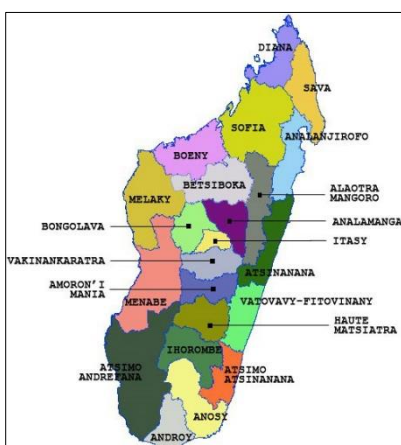 DIANA
SAVA
SOFIA
ANALANJIROFO
BOENY
BETSIBOKA
MELAKY
ALAOTRA
MANGORO
BONGOLAVA
ANALAMANGA
ITASY
VAKINANKARATRA
ATSINANANA
AMORON'I
MANIA
MENABE
VATOVAVY-FITOVINANY
HAUTE
MATSIATRA
IHOROMBE
ATSIMO
ANDREFANA
ATSIMO
ATSINANANA
ANOSY
ANDROY